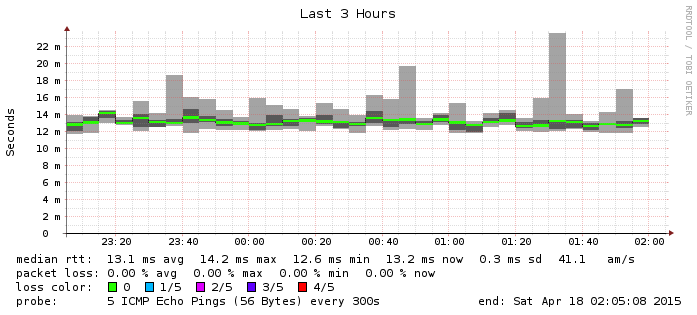 Last 3 Hours
RRDTOOL / TOBI OETIKER
Seconds
22 m
20 m
18 m
16 m
14 m
12 m
10 m
8 m
6 m
4 m
2 m
0
23:20 23:40 00:00 00:20 00:40 01:00 01:20 01:40 02:00
median rtt: 13.1 ms avg 14.2 ms max 12.6 ms min 13.2 ms now 0.3 ms sd 41.1 am/s
packet loss: 0.00 % avg 0.00 % max 0.00 % min 0.00 % now
loss color: 0 1/5 2/5 3/5 4/5
probe: 5 ICMP Echo Pings (56 Bytes) every 300s end: Sat Apr 18 02:05:08 2015